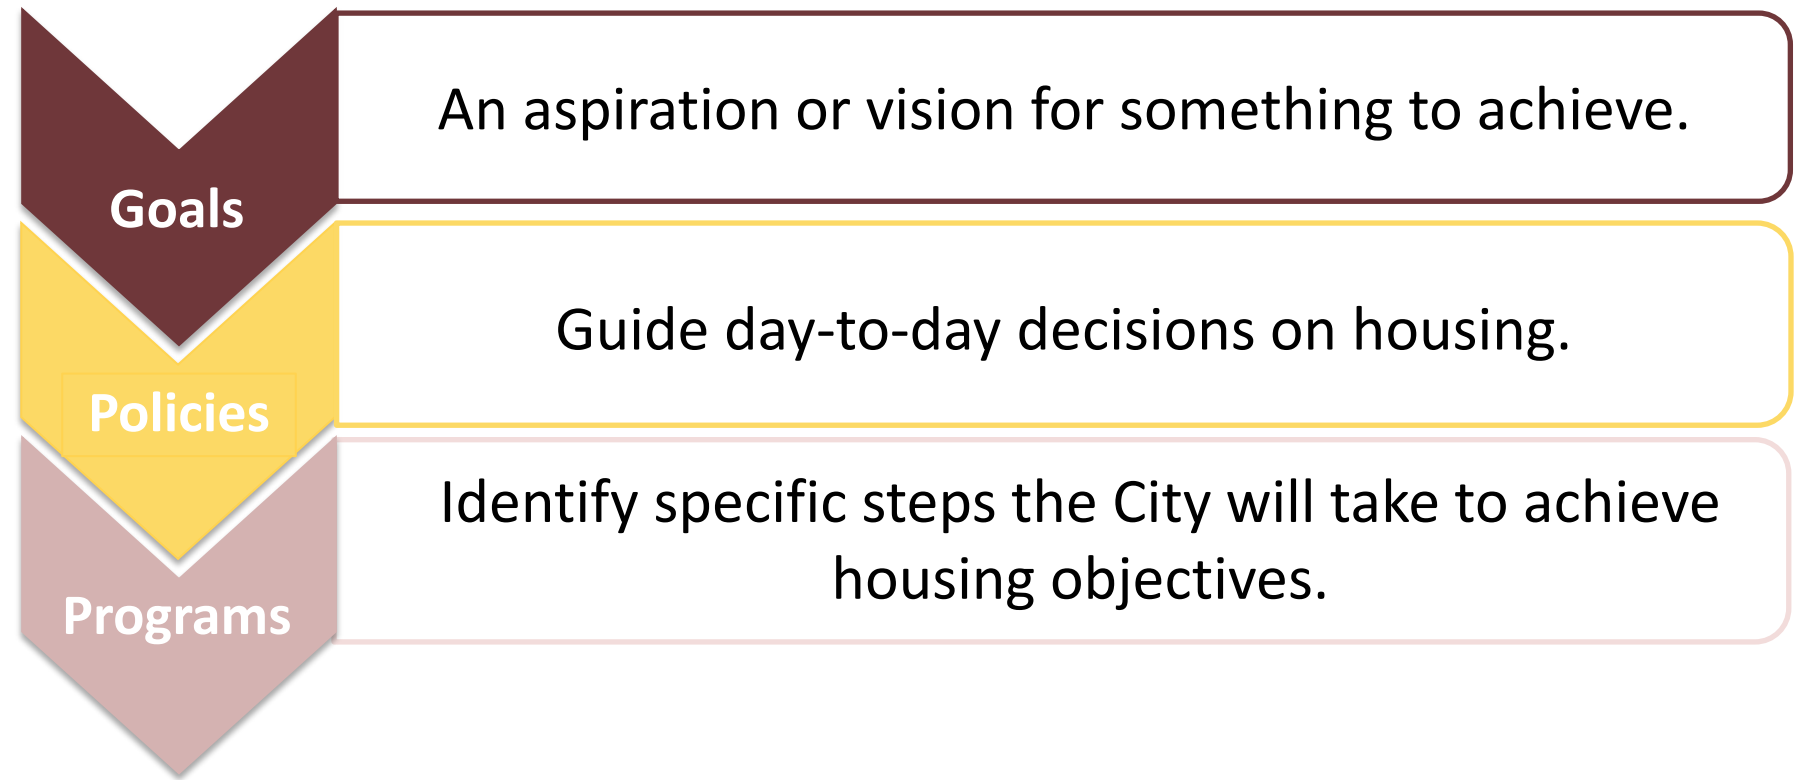 Goals
An aspiration or vision for something to achieve.
Policies
Guide day-to-day decisions on housing.
Programs
Identify specific steps the City will take to achieve
housing objectives.